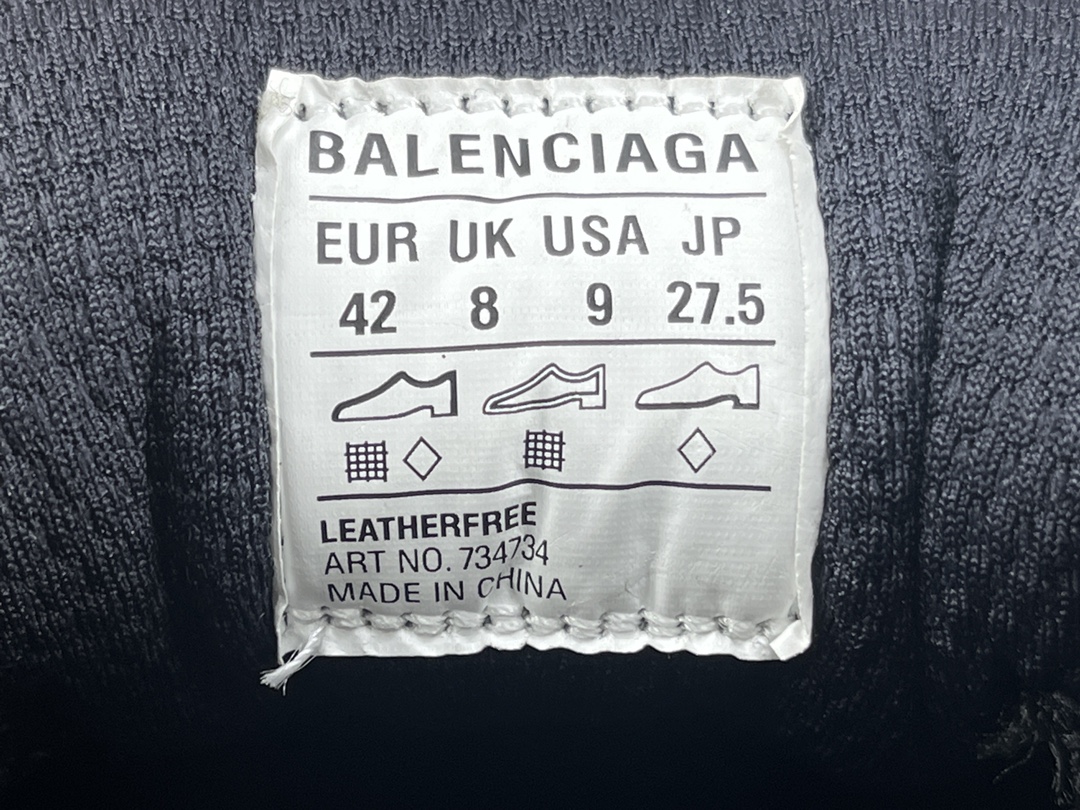 BALENCIAGA
EUR UK USA JP
42 8 9 27.5
LEATHERFREE
ART NO. 734734
MADE IN CHINA